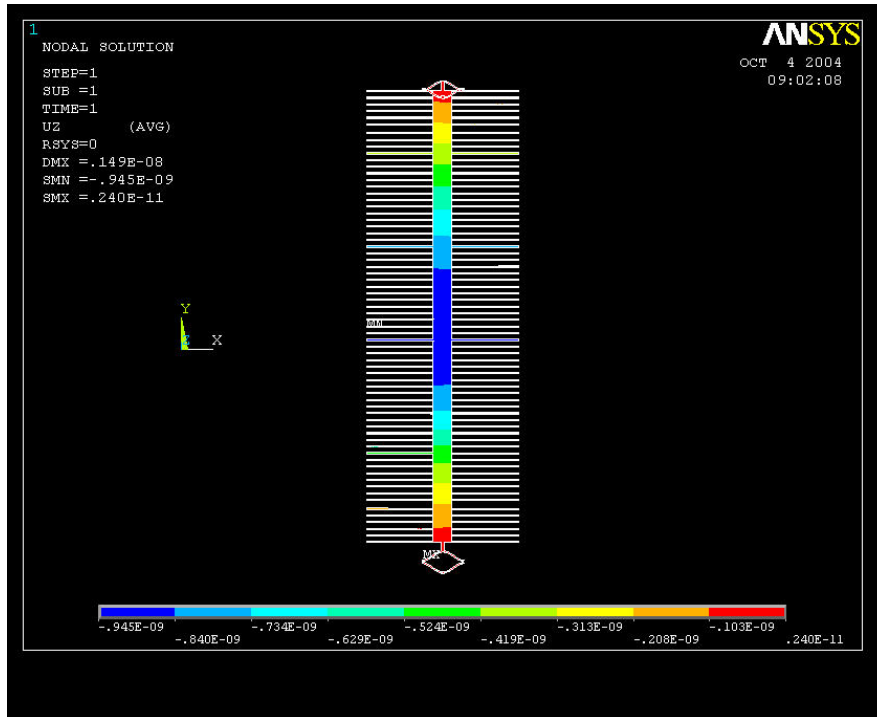 1
ANSYS
NODAL SOLUTION
OCT 4 2004
09:02:08
STEP=1
SUB =1
TIME=1
UZ (AVG)
RSYS=0
DMX =.149E-08
SMN =-.945E-09
SMX =.240E-11
Y
Z X
MN
MX
-.945E-09 -.734E-09 -.524E-09 -.313E-09 -.103E-09
-.840E-09 -.629E-09 -.419E-09 -.208E-09 .240E-11